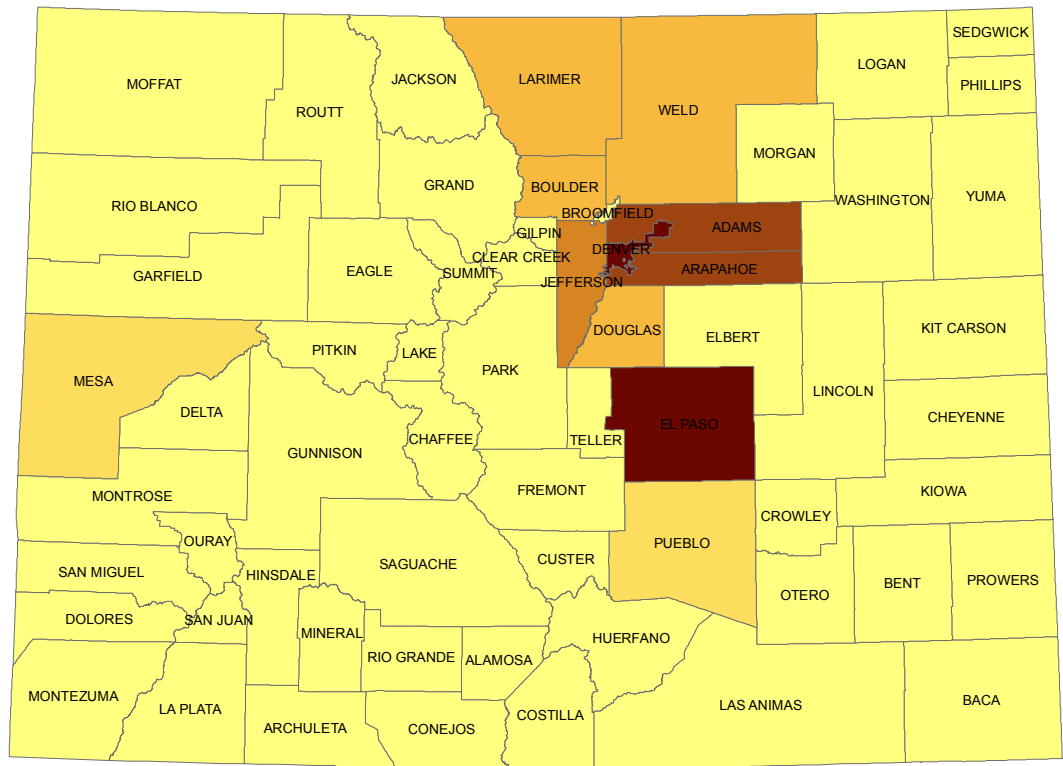 SEDGWICK
LOGAN
JACKSON
LARIMER
MOFFAT
PHILLIPS
ROUTT
WELD
MORGAN
GRAND
BOULDER
YUMA
WASHINGTON
RIO BLANCO
BROOMFIELD
ADAMS
GILPIN
DENVER
CLEAR CREEK
ARAPAHOE
EAGLE
SUMMIT
GARFIELD
JEFFERSON
KIT CARSON
DOUGLAS
ELBERT
PITKIN
LAKE
PARK
MESA
LINCOLN
DELTA
CHEYENNE
EL PASO
CHAFFEE
TELLER
GUNNISON
FREMONT
KIOWA
MONTROSE
CROWLEY
OURAY
PUEBLO
CUSTER
SAGUACHE
SAN MIGUEL
HINSDALE
PROWERS
BENT
OTERO
DOLORES
SAN JUAN
MINERAL
HUERFANO
RIO GRANDE
ALAMOSA
MONTEZUMA
BACA
LAS ANIMAS
LA PLATA
COSTILLA
ARCHULETA
CONEJOS